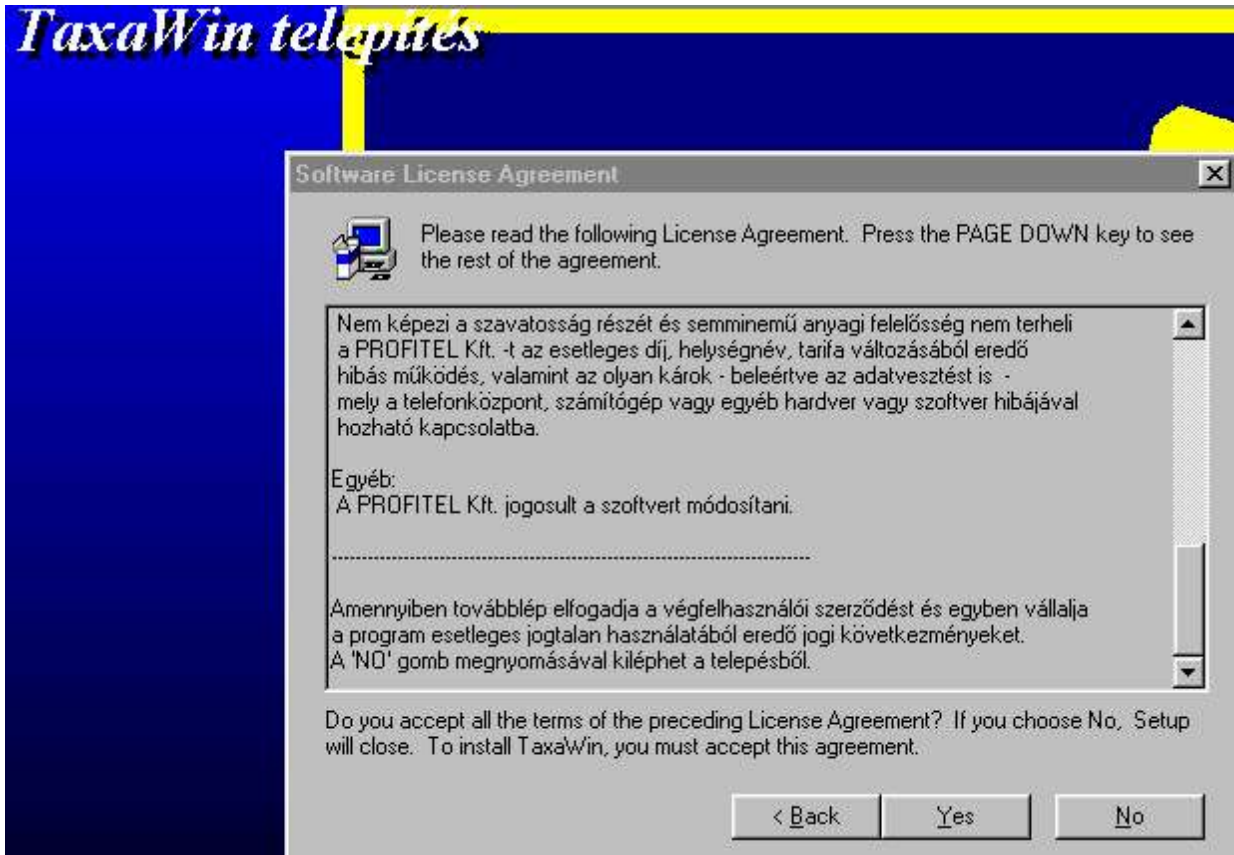 TaxaWin telepítés
Software License Agreement
Please read the following License Agreement. Press the PAGE DOWN key to see
the rest of the agreement.
Nem képezi a szavatosság részét és semminemű anyagi felelősség nem terheli
a PROFITEL Kft. -t az esetleges díj, helységnév, tarifa változásából eredő
hibás működés, valamint az olyan károk - beleértve az adatvesztést is -
mely a telefonközpont, számítógép vagy egyéb hardver vagy szoftver hibájával
hozható kapcsolatba.
Egyéb:
A PROFITEL Kft. jogosult a szoftvert módosítani.
--------------------------------------------------------------------------------
Amennyiben továbblép elfogadja a végfelhasználói szerződést és egyben vállalja
a program esetleges jogtalan használatából eredő jogi következményeket.
A 'NO' gomb megnyomásával kiléphet a telepésből.
Do you accept all the terms of the preceding License Agreement? If you choose No, Setup
will close. To install TaxaWin, you must accept this agreement.
< Back
Yes
No